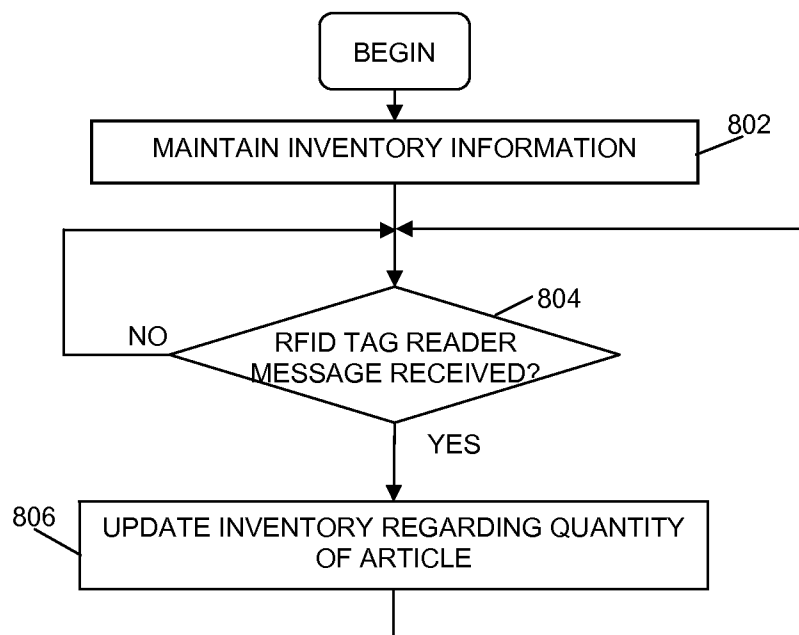 BEGIN
802
MAINTAIN INVENTORY INFORMATION
804
NO
RFID TAG READER
MESSAGE RECEIVED?
YES
806
UPDATE INVENTORY REGARDING QUANTITY
OF ARTICLE